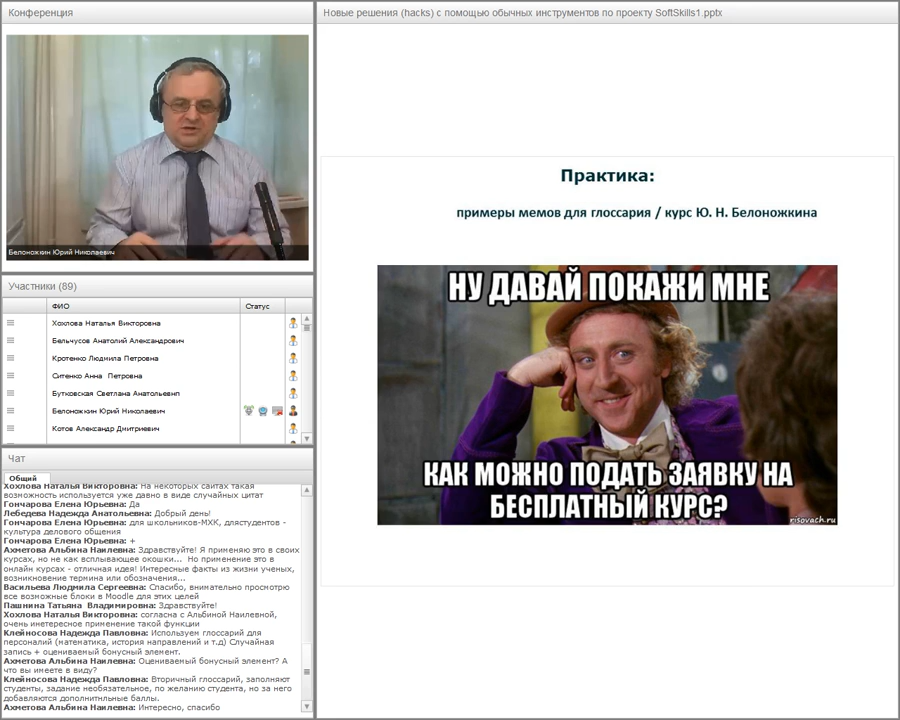 Конференция
Белоножкин Юрий Николаевич
Участники (89)
ФИО
Статус
Хохлова Наталья Викторовна
Бельчусов Анатолий Александрович
Кротенко Людмила Петровна
Ситенко Анна Петровна
Бутковская Светлана Анатольевнп
Белоножкин Юрий Николаевич
Котов Александр Дмитриевич
Чат
Общий
Хохлова Наталья Викторовна: На некоторых сайтах такая
возможность используется уже давно в виде случайных цитат
Гончарова Елена Юрьевна: Да
Лебедева Надежда Анатольевна: Добрый день!
Гончарова Елена Юрьевна: для школьников-МХК, длястудентов -
культура делового общения
Гончарова Елена Юрьевна: +
Ахметова Альбина Наилевна: Здравствуйте! Я применяю это в своих
курсах, но не как всплывающее окошки... Но применение это в
онлайн курсах - отличная идея! Интересные факты из жизни ученых,
возникновение термина или обозначения...
Васильева Людмила Сергеевна: Спасибо, внимательно просмотрю
все возможные блоки в Moodle для этих целей
Пашнина Татьяна Владимировна: Здравствуйте!
Хохлова Наталья Викторовна: согласна с Альбиной Наилевной,
очень инетересное применение такой функции
Клейносова Надежда Павловна: Используем глоссарий для
персоналий (математика, история направлений и т.д) Случайная
запись + оцениваемый бонусный элемент.
Ахметова Альбина Наилевна: Оцениваемый бонусный элемент? А
что вы имеете в виду?
Клейносова Надежда Павловна: Вторичный глоссарий, заполняют
студенты, задание необязательное, по желанию студента, но за него
добавляются дополнитнльные баллы.
Ахметова Альбина Наилевна: Интересно, спасибо
Новые решения (hacks) с помощью обычных инструментов по проекту SoftSkills1.pptx
Практика:
примеры мемов для глоссария / курс Ю. Н. Белоножкина
НУ ДАВАЙ ПОКАЖИ МНЕ
КАК МОЖНО ПОДАТЬ ЗАЯВКУ НА
БЕСПЛАТНЫЙ КУРС?
risovach.ru